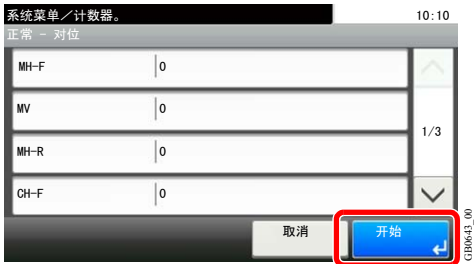 系统菜单／计数器。
10:10
正常 - 对位
MH-F 0
MV 0
1/3
MH-R 0
CH-F 0
取消
开始
GB0643_00